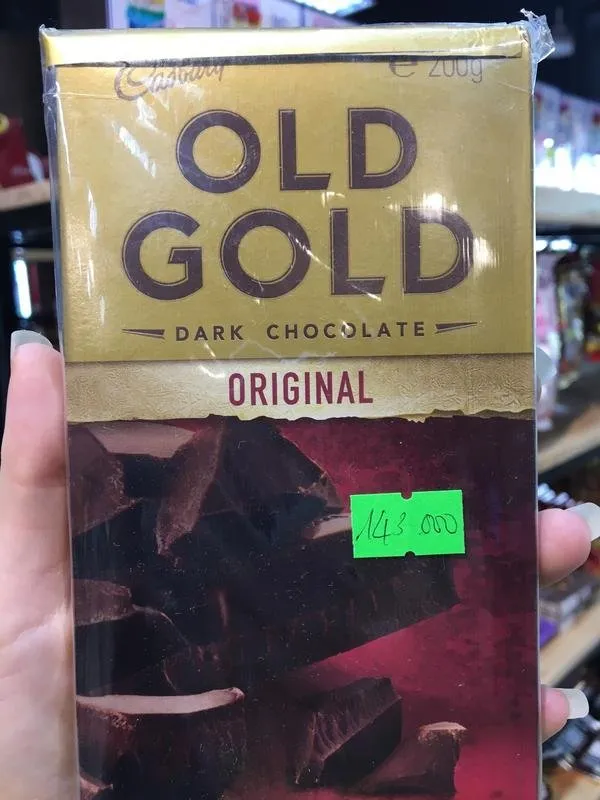 Cadbury e 200g
OLD
GOLD
DARK CHOCOLATE
ORIGINAL
143.000